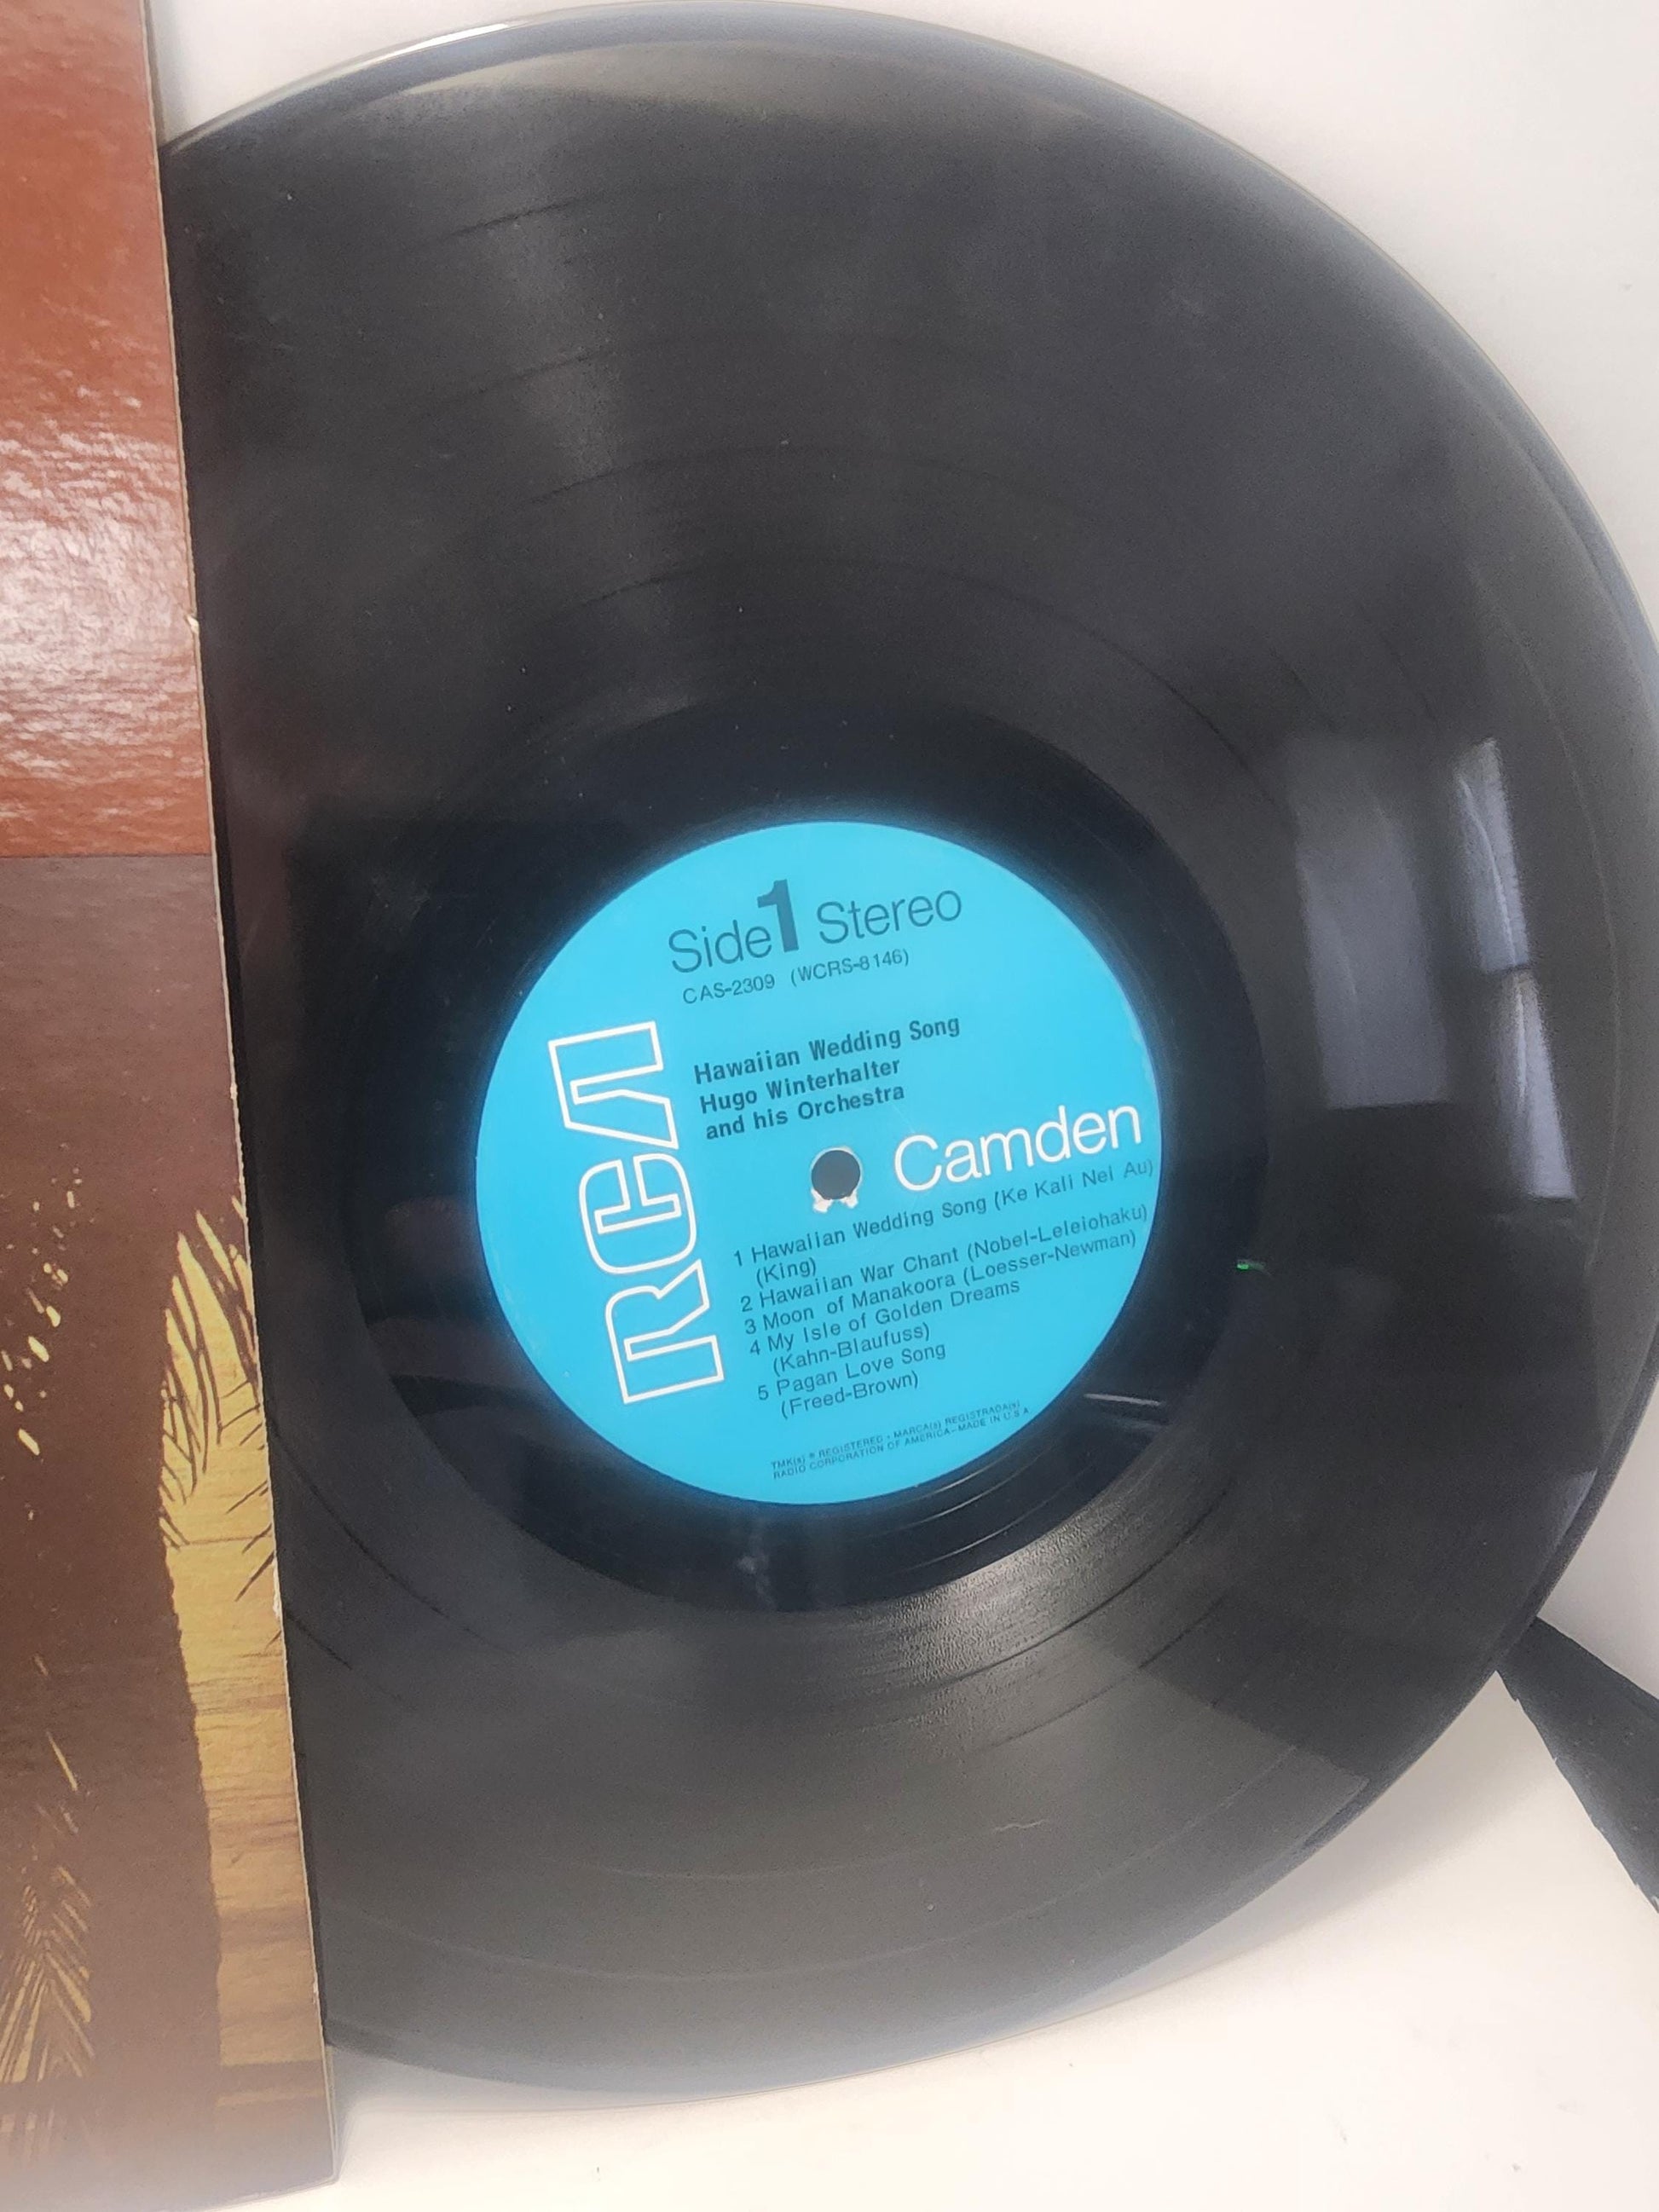 Side 1 Stereo
CAS-2309 (WCRS-8146)
Hawaiian Wedding Song
Hugo Winterhalter
and his Orchestra
RCA
Camden
1 Hawaiian Wedding Song (Ke Kali Nei Au)
(King)
2 Hawaiian War Chant (Nobel-Leleiohaku)
3 Moon of Manakoora (Loesser-Newman)
4 My Isle of Golden Dreams
(Kahn-Blaufuss)
5 Pagan Love Song
(Freed-Brown)
TMK(s) ® REGISTERED • MARCA(s) REGISTRADA(s)
RADIO CORPORATION OF AMERICA-MADE IN U.S.A.